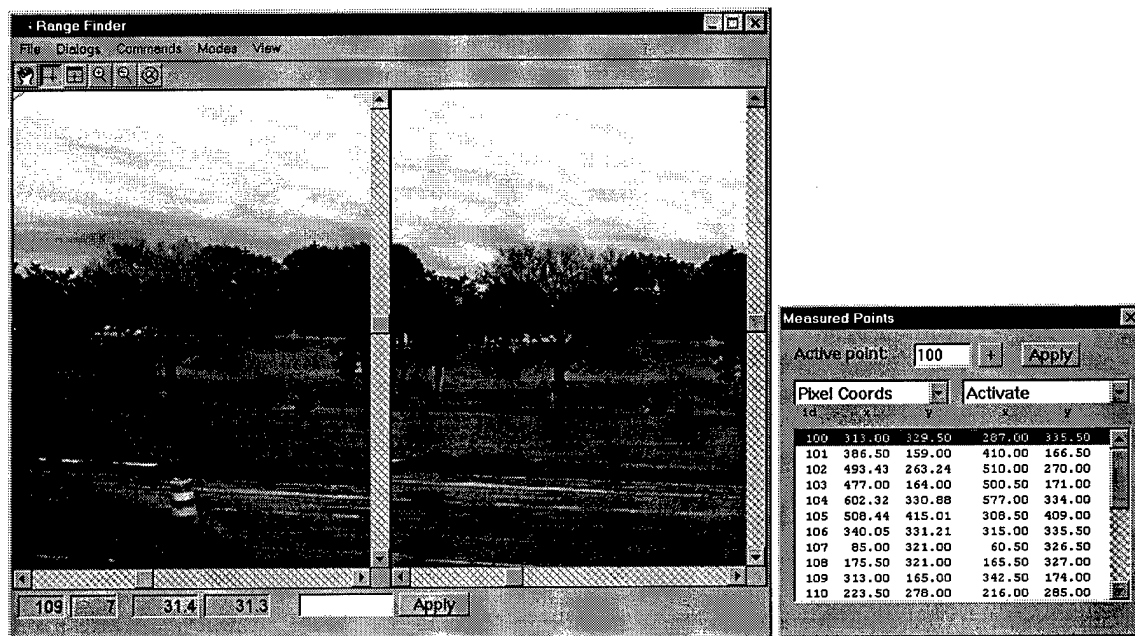 Range Finder
File Dialogs Commands Modes View
109 7 31.4 31.3 Apply
Measured Points
Active point: 100 + Apply
Pixel Coords Activate
id x y x y
100 313.00 329.50 287.00 335.50
101 386.50 159.00 410.00 166.50
102 493.43 263.24 510.00 270.00
103 477.00 164.00 500.50 171.00
104 602.32 330.88 577.00 334.00
105 508.44 415.01 308.50 409.00
106 340.05 331.21 315.00 335.50
107 85.00 321.00 60.50 326.50
108 175.50 321.00 165.50 327.00
109 313.00 165.00 342.50 174.00
110 223.50 278.00 216.00 285.00